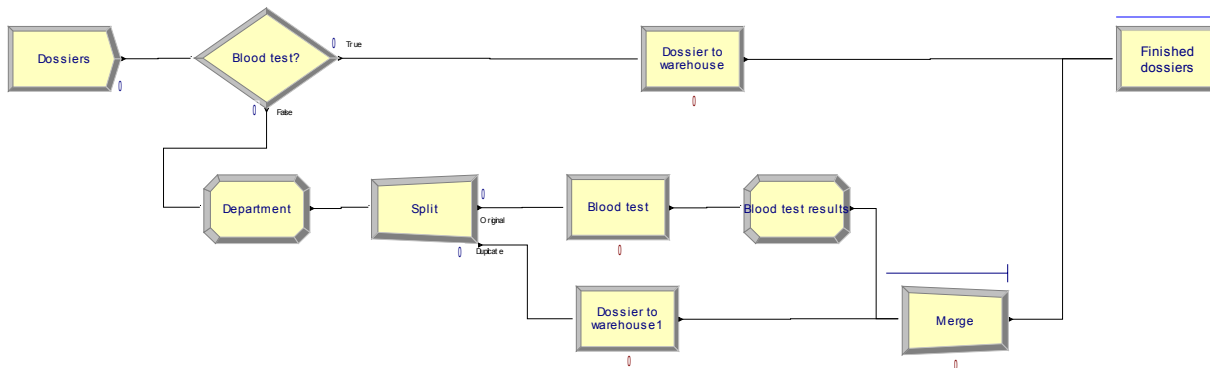 Dossiers
0
Blood test?
0
True
0
False
Dossier to
warehouse
0
Finished
dossiers
Department
Split
0
Original
0
Duplicate
Blood test
0
Blood test results
Dossier to
warehouse1
0
Merge
0